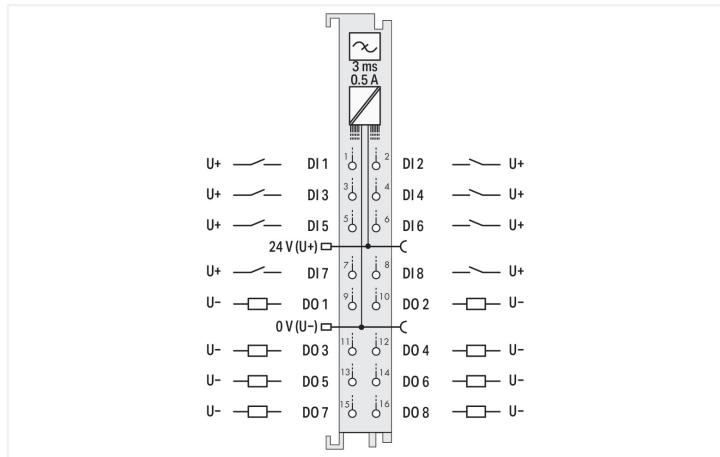 3 ms
0.5 A
U+ DI 1 1 2 DI 2 U+
U+ DI 3 3 4 DI 4 U+
U+ DI 5 5 6 DI 6 U+
24 V (U+)
U+ DI 7 7 8 DI 8 U+
U− DO 1 9 10 DO 2 U−
0 V (U−)
U− DO 3 11 12 DO 4 U−
U− DO 5 13 14 DO 6 U−
U− DO 7 15 16 DO 8 U−